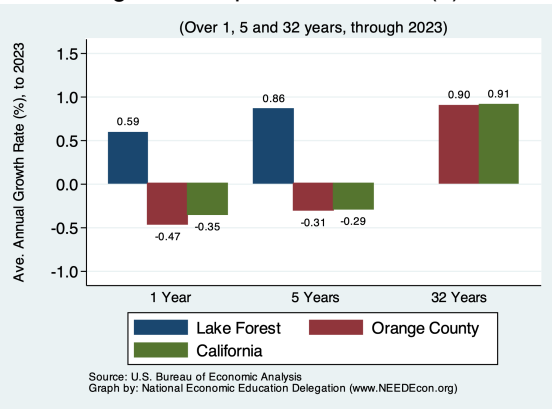 (Over 1, 5 and 32 years, through 2023)
Ave. Annual Growth Rate (%), to 2023
1.5
1.0
0.5
0.0
-0.5
-1.0
0.59
-0.47
-0.35
0.86
-0.31
-0.29
0.90
0.91
1 Year
5 Years
32 Years
Lake Forest
Orange County
California
Source: U.S. Bureau of Economic Analysis
Graph by: National Economic Education Delegation (www.NEEDEcon.org)